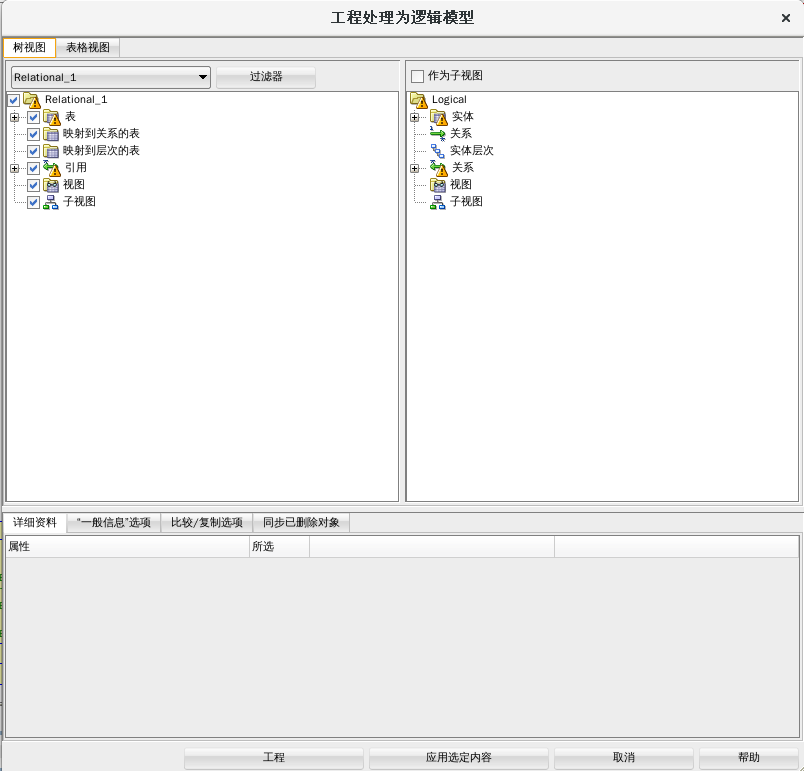 工程处理为逻辑模型
树视图 表格视图
Relational_1 过滤器
作为子视图
Relational_1
表
映射到关系的表
映射到层次的表
引用
视图
子视图
Logical
实体
关系
实体层次
关系
视图
子视图
详细资料 “一般信息”选项 比较/复制选项 同步已删除对象
属性 所选
工程 应用选定内容 取消 帮助